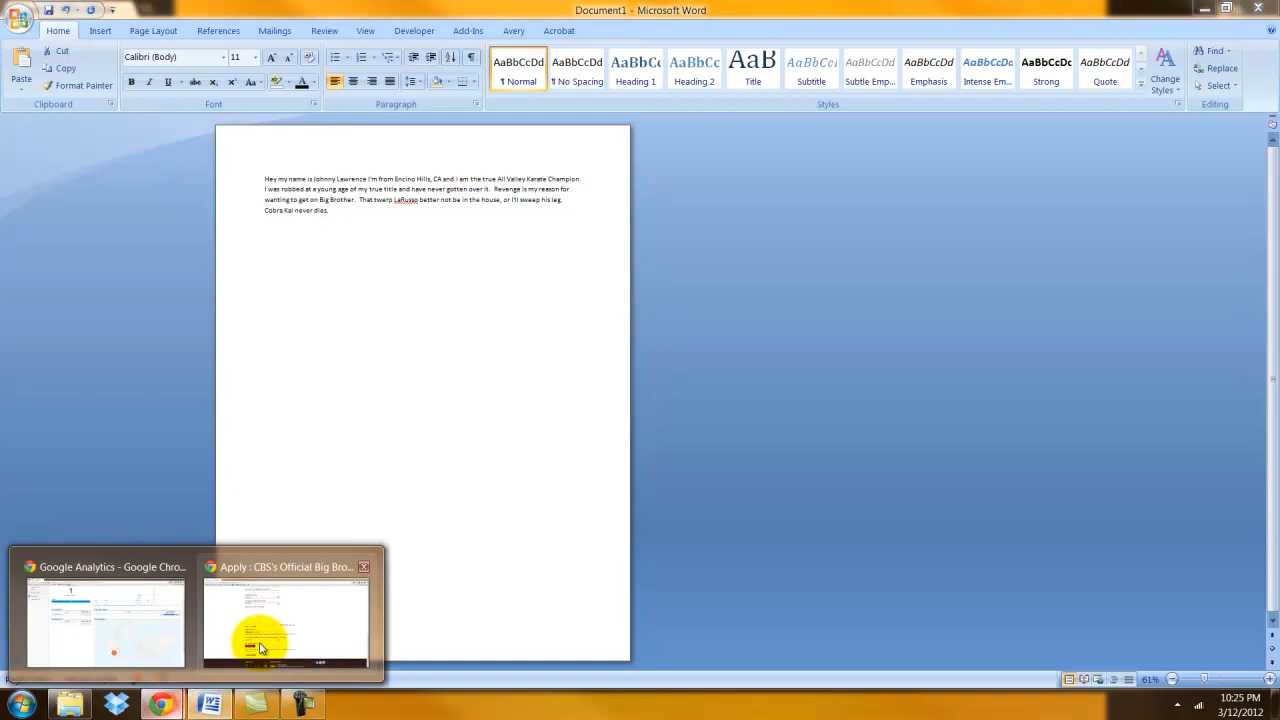 Document1 - Microsoft Word
Home Insert Page Layout References Mailings Review View Developer Add-Ins Avery Acrobat
Paste
Cut
Copy
Format Painter
Clipboard
Calibri (Body) 11
Font
Paragraph
AaBbCcDd AaBbCcDd AaBbCc AaBbCc AaB AaBbCcI AaBbCcDd AaBbCcDd AaBbCcDc AaBbCcDc AaBbCcDd
¶ Normal ¶ No Spacing Heading 1 Heading 2 Title Subtitle Subtle Emp... Emphasis Intense Em... Strong Quote
Styles
Change Styles
Find
Replace
Select
Editing
Hey my name is Johnny Lawrence I'm from Encino Hills, CA and I am the true All Valley Karate Champion.
I was robbed at a young age of my true title and have never gotten over it. Revenge is my reason for
wanting to get on Big Brother. That twerp LaRusso better not be in the house, or I'll sweep his leg.
Cobra Kai never dies.
Google Analytics - Google Chro...
Apply : CBS's Official Big Bro...
61%
10:25 PM
3/12/2012